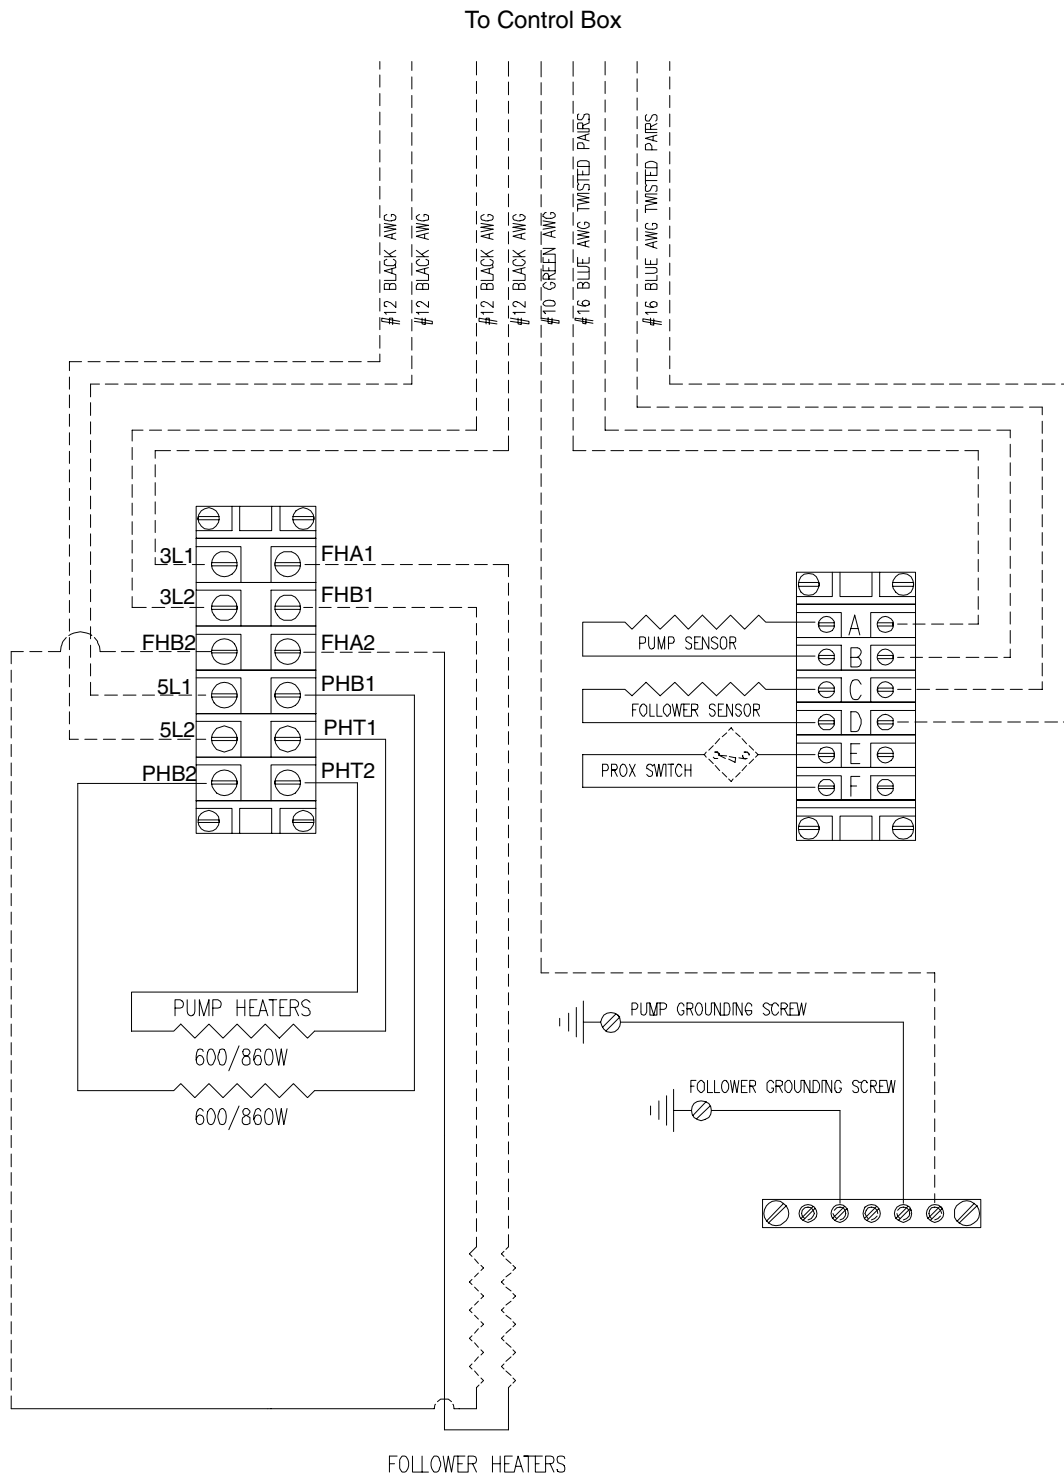 To Control Box
#12 BLACK AWG
#12 BLACK AWG
#12 BLACK AWG
#12 BLACK AWG
#10 GREEN AWG
#16 BLUE AWG TWISTED PAIRS
#16 BLUE AWG TWISTED PAIRS
3L1 FHA1
3L2 FHB1
FHB2 FHA2
5L1 PHB1
5L2 PHT1
PHB2 PHT2
A
PUMP SENSOR
B
C
FOLLOWER SENSOR
D
E
PROX SWITCH
F
PUMP HEATERS
600/860W
600/860W
PUMP GROUNDING SCREW
FOLLOWER GROUNDING SCREW
FOLLOWER HEATERS